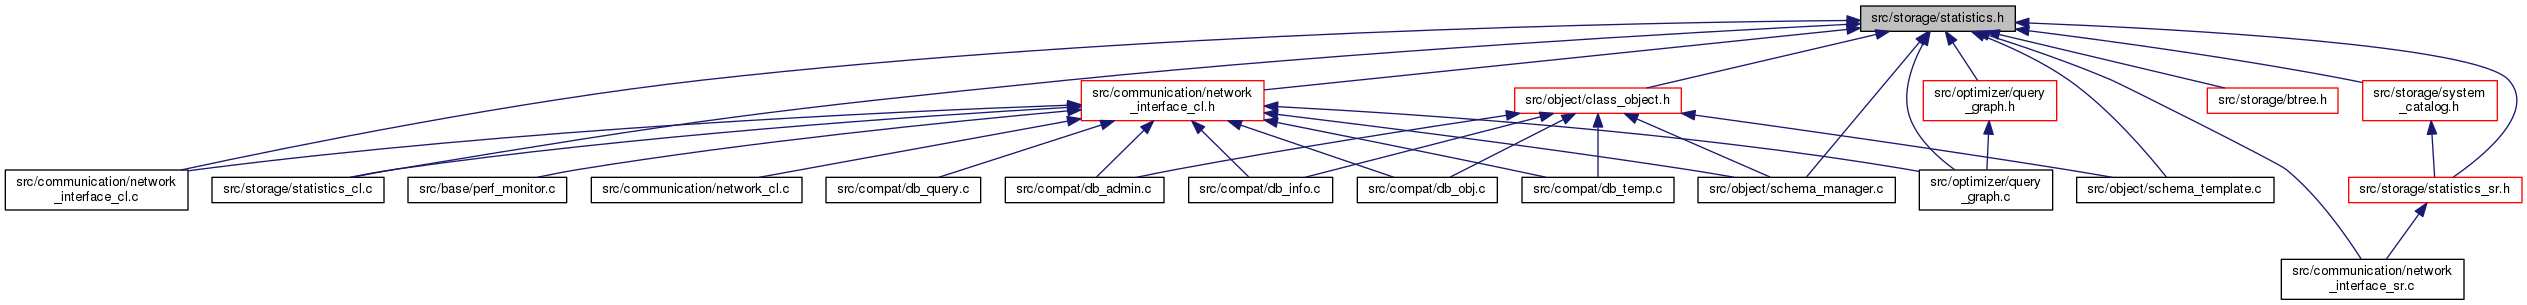 src/storage/statistics.h
src/communication/network
_interface_cl.h
src/object/class_object.h
src/optimizer/query
_graph.h
src/storage/btree.h
src/storage/system
_catalog.h
src/communication/network
_interface_cl.c
src/storage/statistics_cl.c
src/base/perf_monitor.c
src/communication/network_cl.c
src/compat/db_query.c
src/compat/db_admin.c
src/compat/db_info.c
src/compat/db_obj.c
src/compat/db_temp.c
src/object/schema_manager.c
src/optimizer/query
_graph.c
src/object/schema_template.c
src/storage/statistics_sr.h
src/communication/network
_interface_sr.c